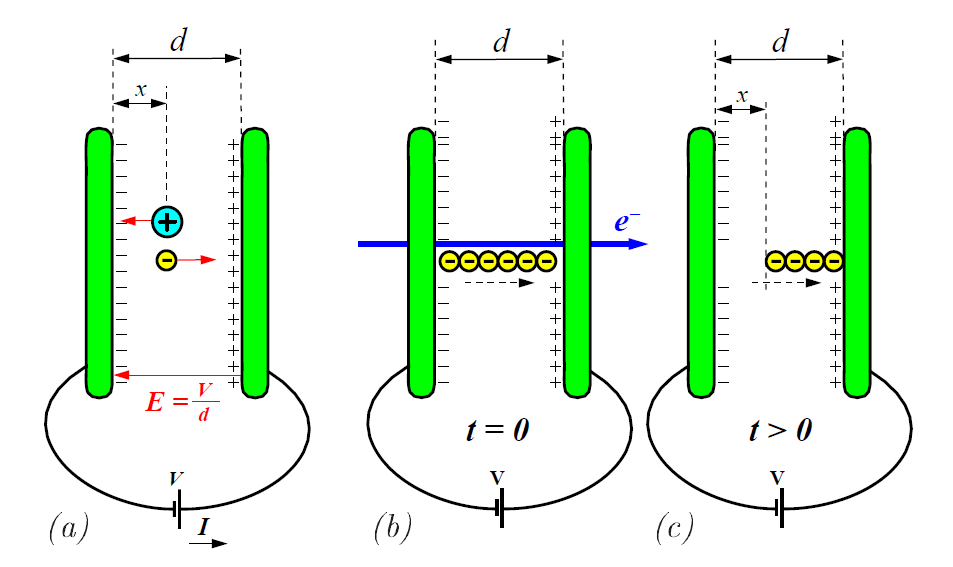 d
x
+
-
E = V/d
V
I
(a)
d
e⁻
- - - - - -
t = 0
V
(b)
d
x
- - - -
t > 0
V
(c)